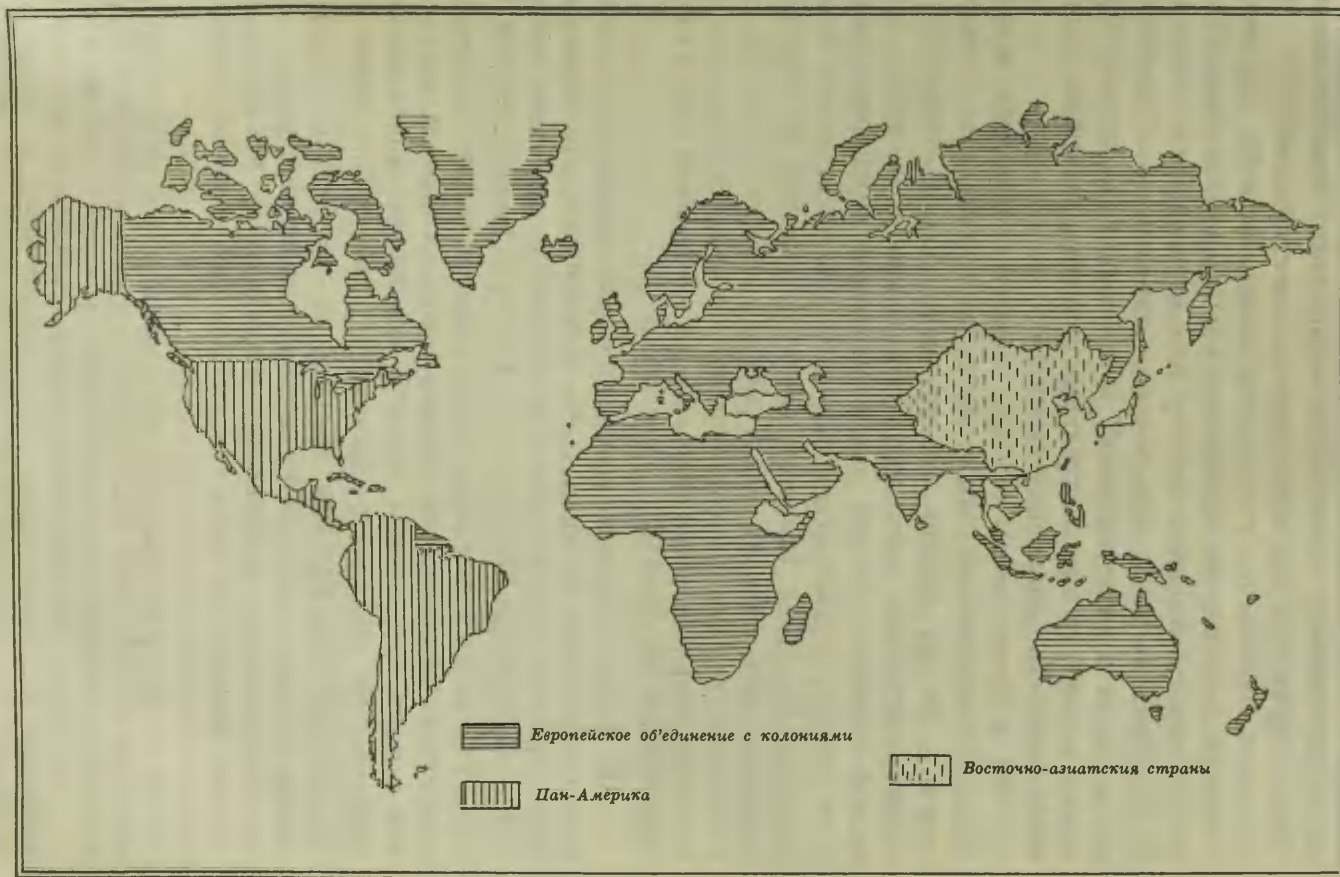 Европейское об'единение с колониями
Пан-Америка
Восточно-азиатския страны